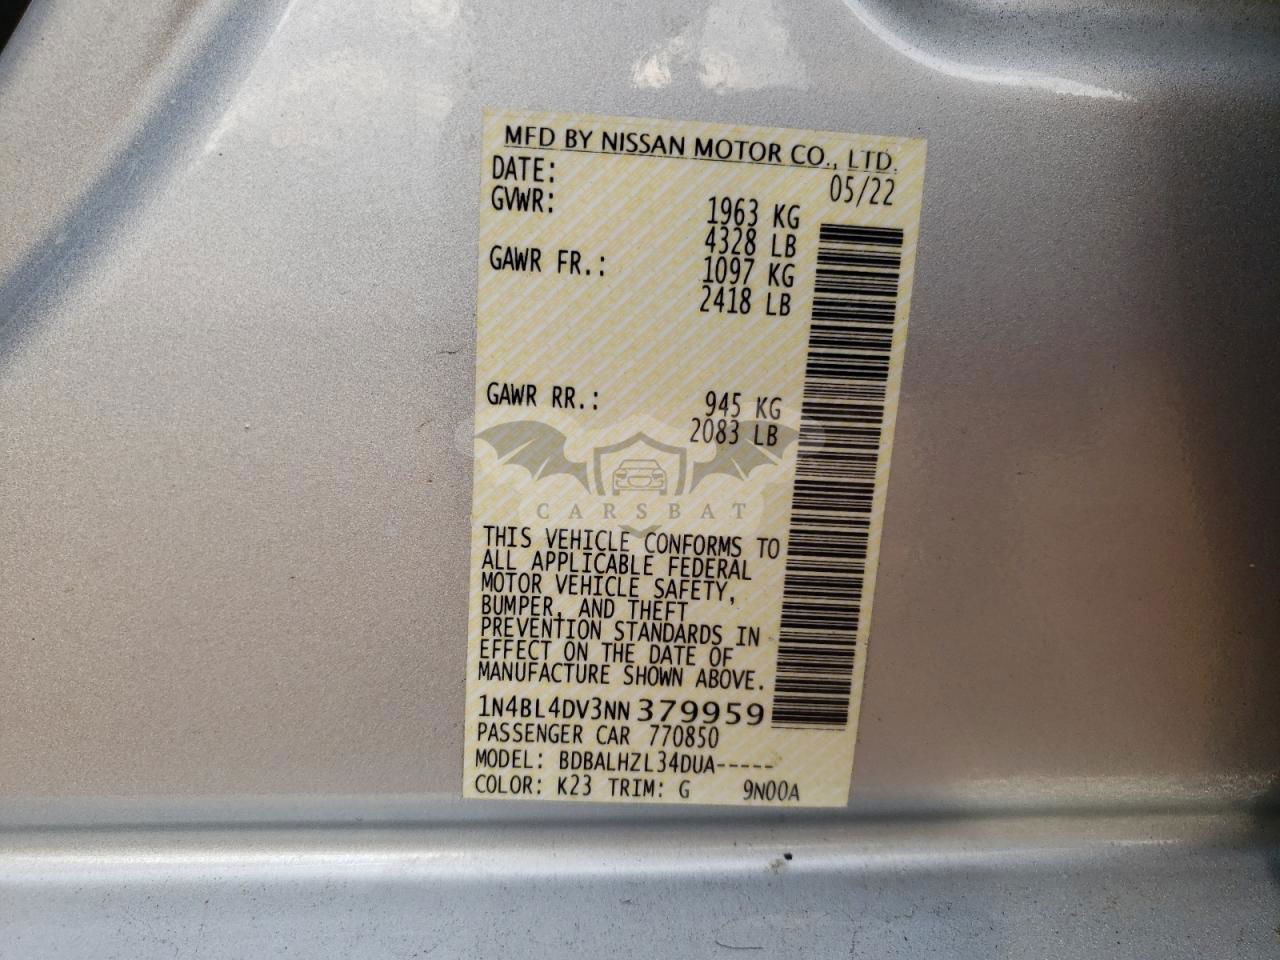 MFD BY NISSAN MOTOR CO., LTD.
DATE: 05/22
GVWR: 1963 KG
4328 LB
GAWR FR.: 1097 KG
2418 LB
GAWR RR.: 945 KG
2083 LB
CARSBAT
THIS VEHICLE CONFORMS TO
ALL APPLICABLE FEDERAL
MOTOR VEHICLE SAFETY,
BUMPER, AND THEFT
PREVENTION STANDARDS IN
EFFECT ON THE DATE OF
MANUFACTURE SHOWN ABOVE.
1N4BL4DV3NN379959
PASSENGER CAR 770850
MODEL: BDBALHZL34DUA-----
COLOR: K23 TRIM: G 9N00A